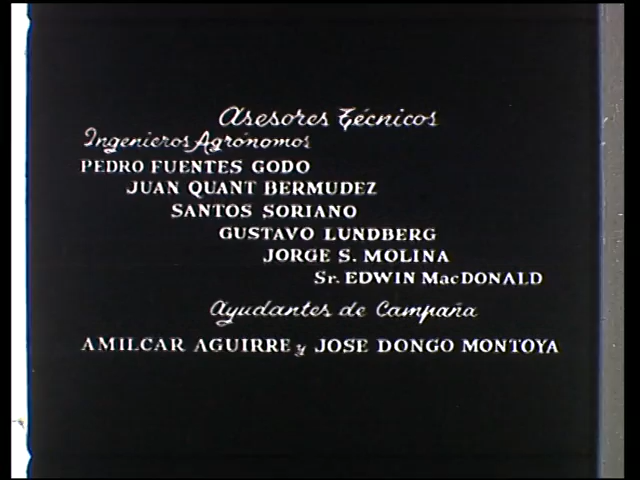 Asesores Técnicos
Ingenieros Agrónomos
PEDRO FUENTES GODO
JUAN QUANT BERMUDEZ
SANTOS SORIANO
GUSTAVO LUNDBERG
JORGE S. MOLINA
Sr. EDWIN MacDONALD
Ayudantes de Campaña
AMILCAR AGUIRRE y JOSE DONGO MONTOYA